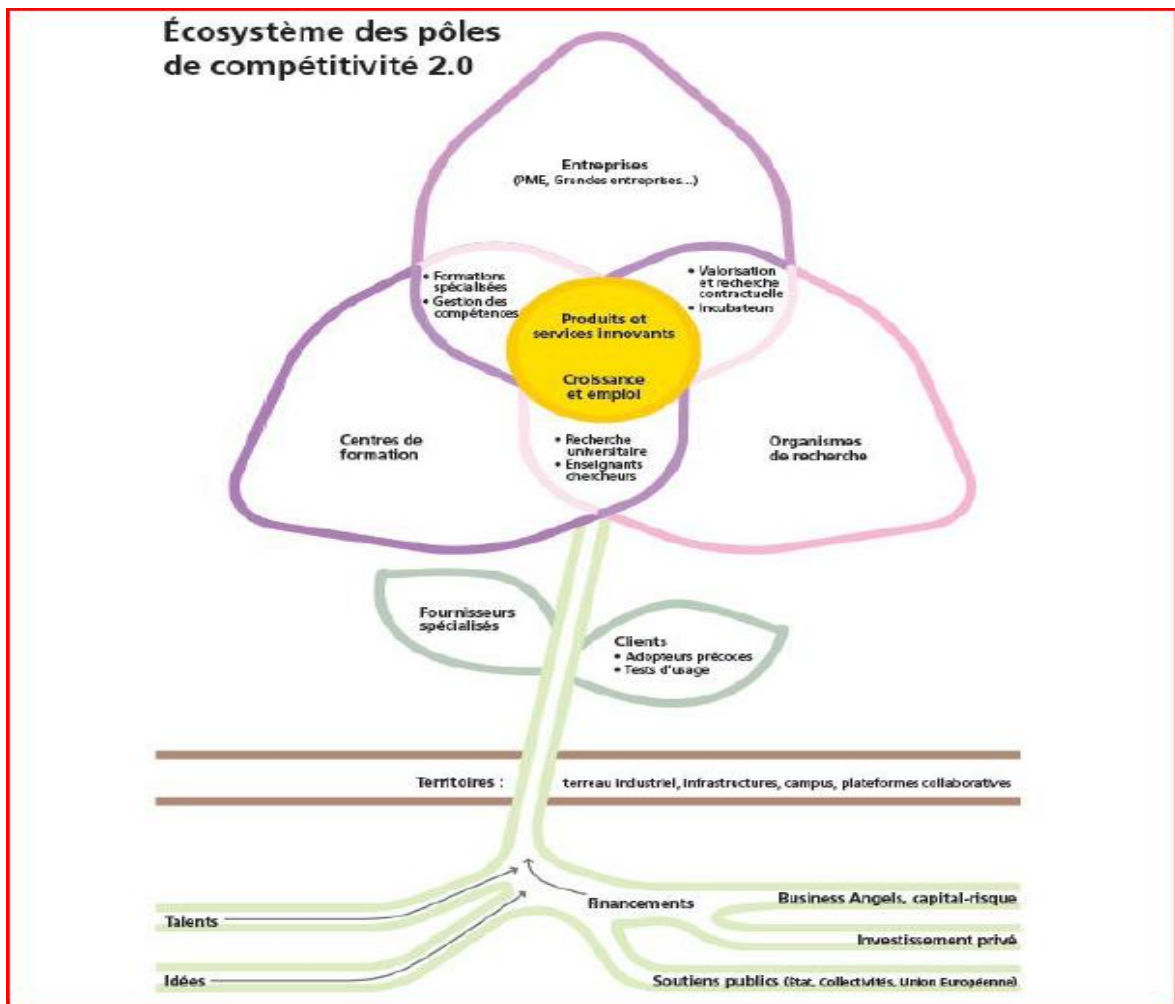 Écosystème des pôles
de compétitivité 2.0
Entreprises
(PME, Grandes entreprises...)
• Formations
spécialisées
• Gestion des
compétences
• Valorisation
et recherche
contractuelle
• Incubateurs
Produits et
services innovants
Croissance
et emploi
Centres de
formation
• Recherche
universitaire
• Enseignants
chercheurs
Organismes
de recherche
Fournisseurs
spécialisés
Clients
• Adopteurs précoces
• Tests d'usage
Territoires : terreau industriel, infrastructures, campus, plateformes collaboratives
Talents
Idées
Financements
Business Angels, capital-risque
Investissement privé
Soutiens publics (État, Collectivités, Union Européenne)